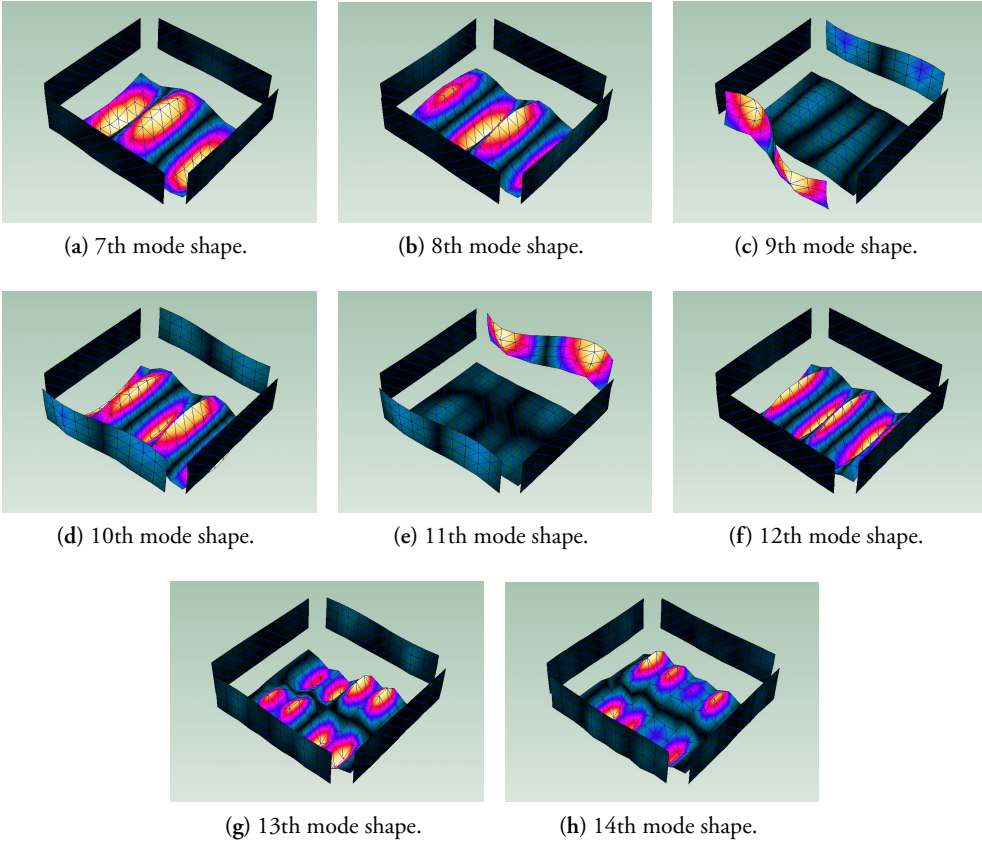 (a) 7th mode shape.
(b) 8th mode shape.
(c) 9th mode shape.
(d) 10th mode shape.
(e) 11th mode shape.
(f) 12th mode shape.
(g) 13th mode shape.
(h) 14th mode shape.